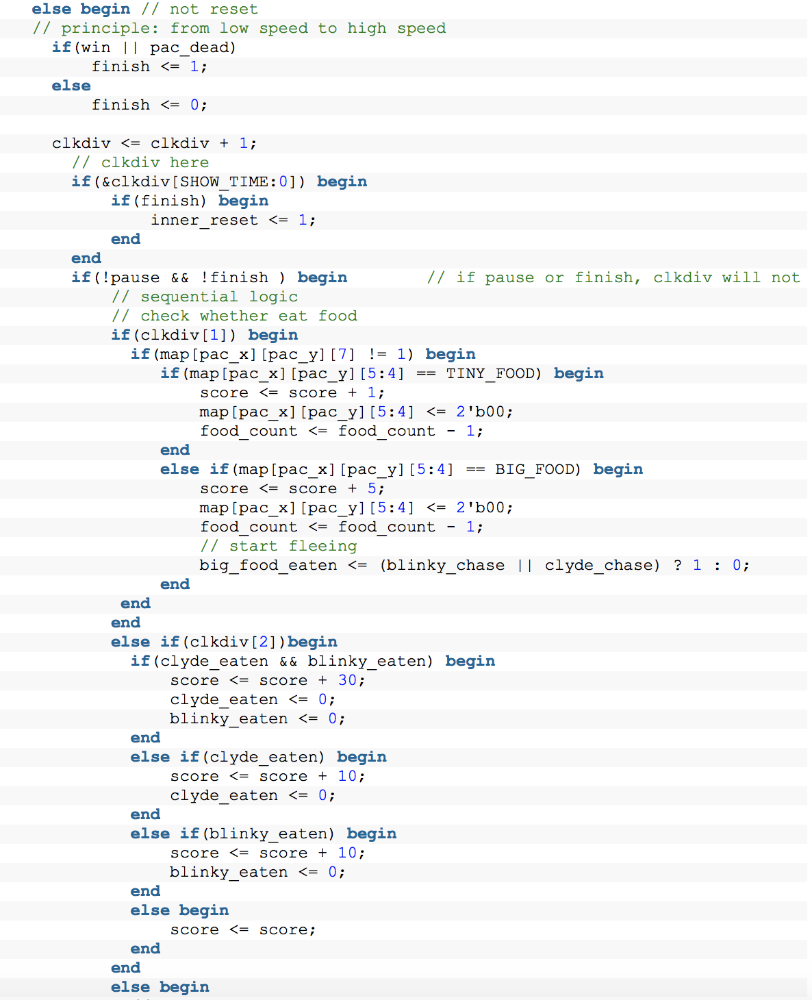 else begin // not reset
// principle: from low speed to high speed
if(win || pac_dead)
finish <= 1;
else
finish <= 0;
clkdiv <= clkdiv + 1;
// clkdiv here
if(&clkdiv[SHOW_TIME:0]) begin
if(finish) begin
inner_reset <= 1;
end
end
if(!pause && !finish ) begin // if pause or finish, clkdiv will not
// sequential logic
// check whether eat food
if(clkdiv[1]) begin
if(map[pac_x][pac_y][7] != 1) begin
if(map[pac_x][pac_y][5:4] == TINY_FOOD) begin
score <= score + 1;
map[pac_x][pac_y][5:4] <= 2'b00;
food_count <= food_count - 1;
end
else if(map[pac_x][pac_y][5:4] == BIG_FOOD) begin
score <= score + 5;
map[pac_x][pac_y][5:4] <= 2'b00;
food_count <= food_count - 1;
// start fleeing
big_food_eaten <= (blinky_chase || clyde_chase) ? 1 : 0;
end
end
end
else if(clkdiv[2])begin
if(clyde_eaten && blinky_eaten) begin
score <= score + 30;
clyde_eaten <= 0;
blinky_eaten <= 0;
end
else if(clyde_eaten) begin
score <= score + 10;
clyde_eaten <= 0;
end
else if(blinky_eaten) begin
score <= score + 10;
blinky_eaten <= 0;
end
else begin
score <= score;
end
end
else begin